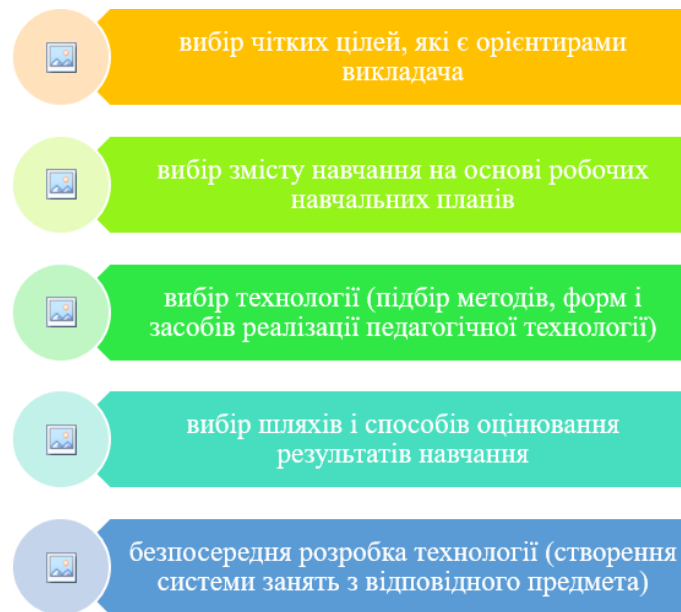 вибір чітких цілей, які є орієнтирами
викладача
вибір змісту навчання на основі робочих
навчальних планів
вибір технології (підбір методів, форм і
засобів реалізації педагогічної технології)
вибір шляхів і способів оцінювання
результатів навчання
безпосередня розробка технології (створення
системи занять з відповідного предмета)